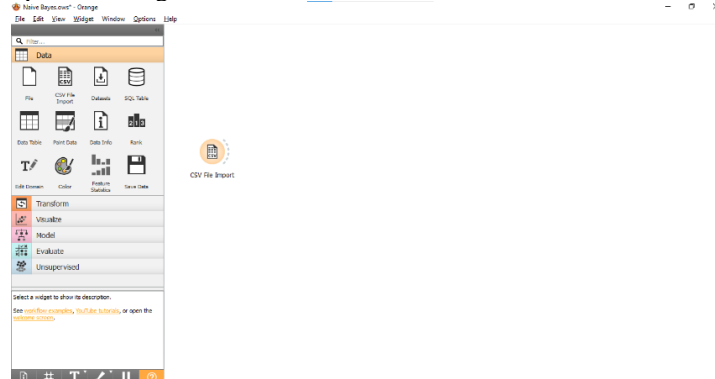 Naive Bayes.ows* - Orange
File Edit View Widget Window Options Help
Filter...
Data
File
CSV File Import
Datasets
SQL Table
Data Table
Paint Data
Data Info
Rank
Edit Domain
Color
Feature Statistics
Save Data
CSV File Import
Transform
Visualize
Model
Evaluate
Unsupervised
Select a widget to show its description.
See workflow examples, YouTube tutorials, or open the
welcome screen.